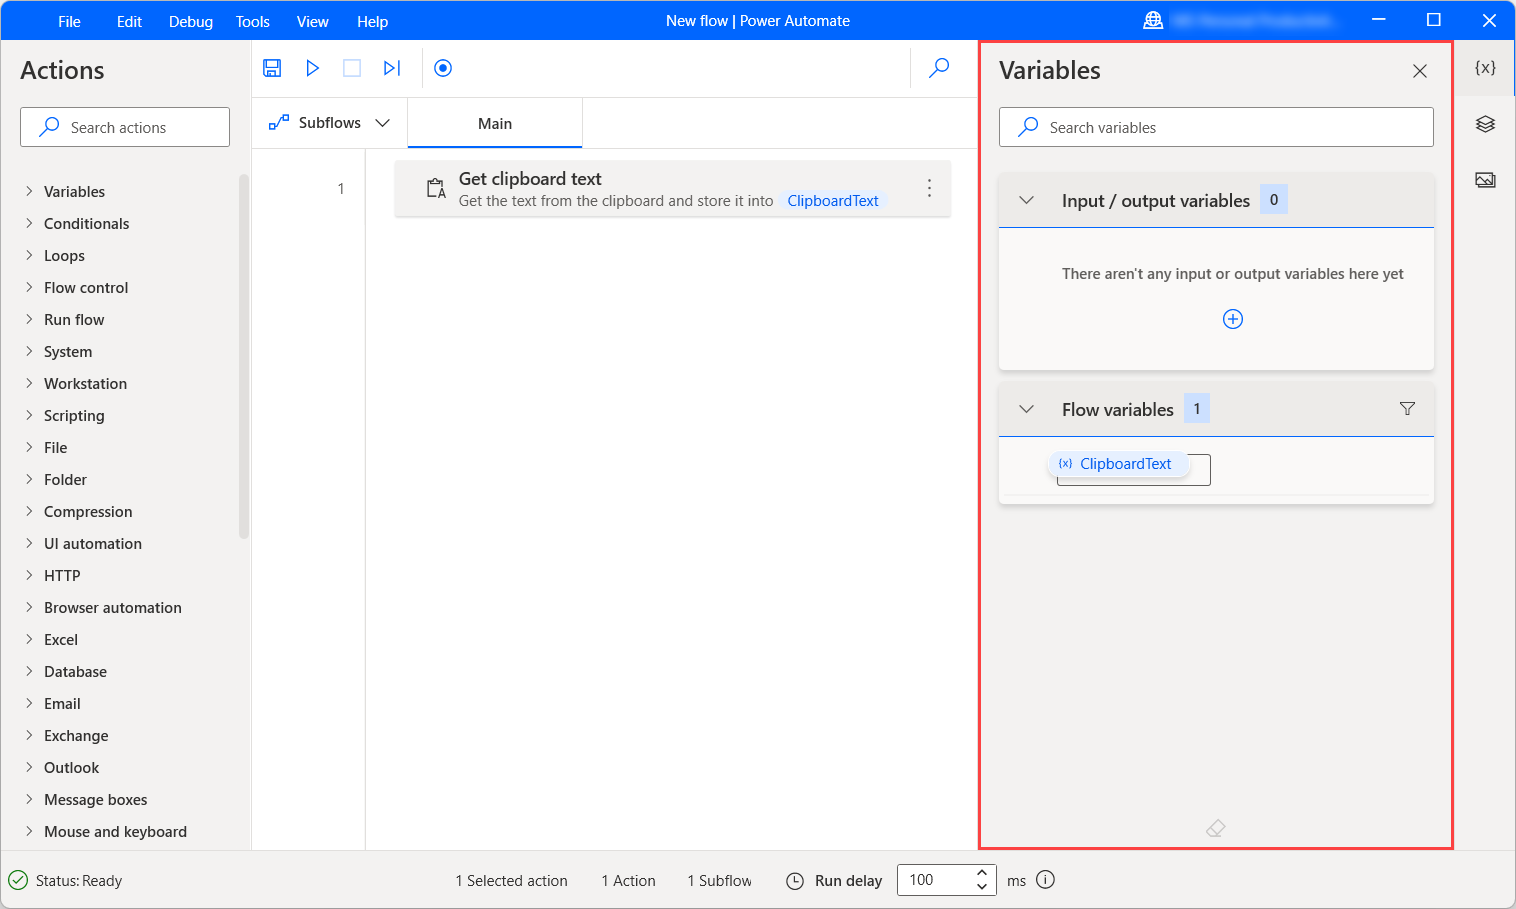 File Edit Debug Tools View Help New flow | Power Automate
Actions
Search actions
Variables
Conditionals
Loops
Flow control
Run flow
System
Workstation
Scripting
File
Folder
Compression
UI automation
HTTP
Browser automation
Excel
Database
Email
Exchange
Outlook
Message boxes
Mouse and keyboard
Subflows Main
1
Get clipboard text
Get the text from the clipboard and store it into ClipboardText
Variables
Search variables
Input / output variables 0
There aren't any input or output variables here yet
Flow variables 1
{x} ClipboardText
{x}
Status: Ready 1 Selected action 1 Action 1 Subflow Run delay 100 ms